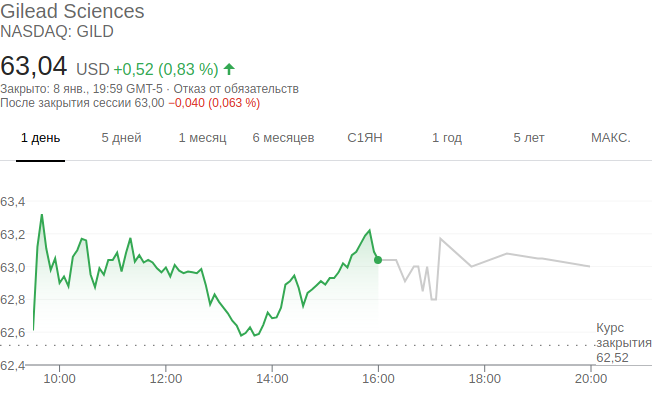 Gilead Sciences
NASDAQ: GILD
63,04 USD +0,52 (0,83 %)
Закрыто: 8 янв., 19:59 GMT-5 · Отказ от обязательств
После закрытия сессии 63,00 −0,040 (0,063 %)
1 день 5 дней 1 месяц 6 месяцев С1ЯН 1 год 5 лет МАКС.
63,4
63,2
63,0
62,8
62,6
62,4
Курс
закрытия
62,52
10:00 12:00 14:00 16:00 18:00 20:00